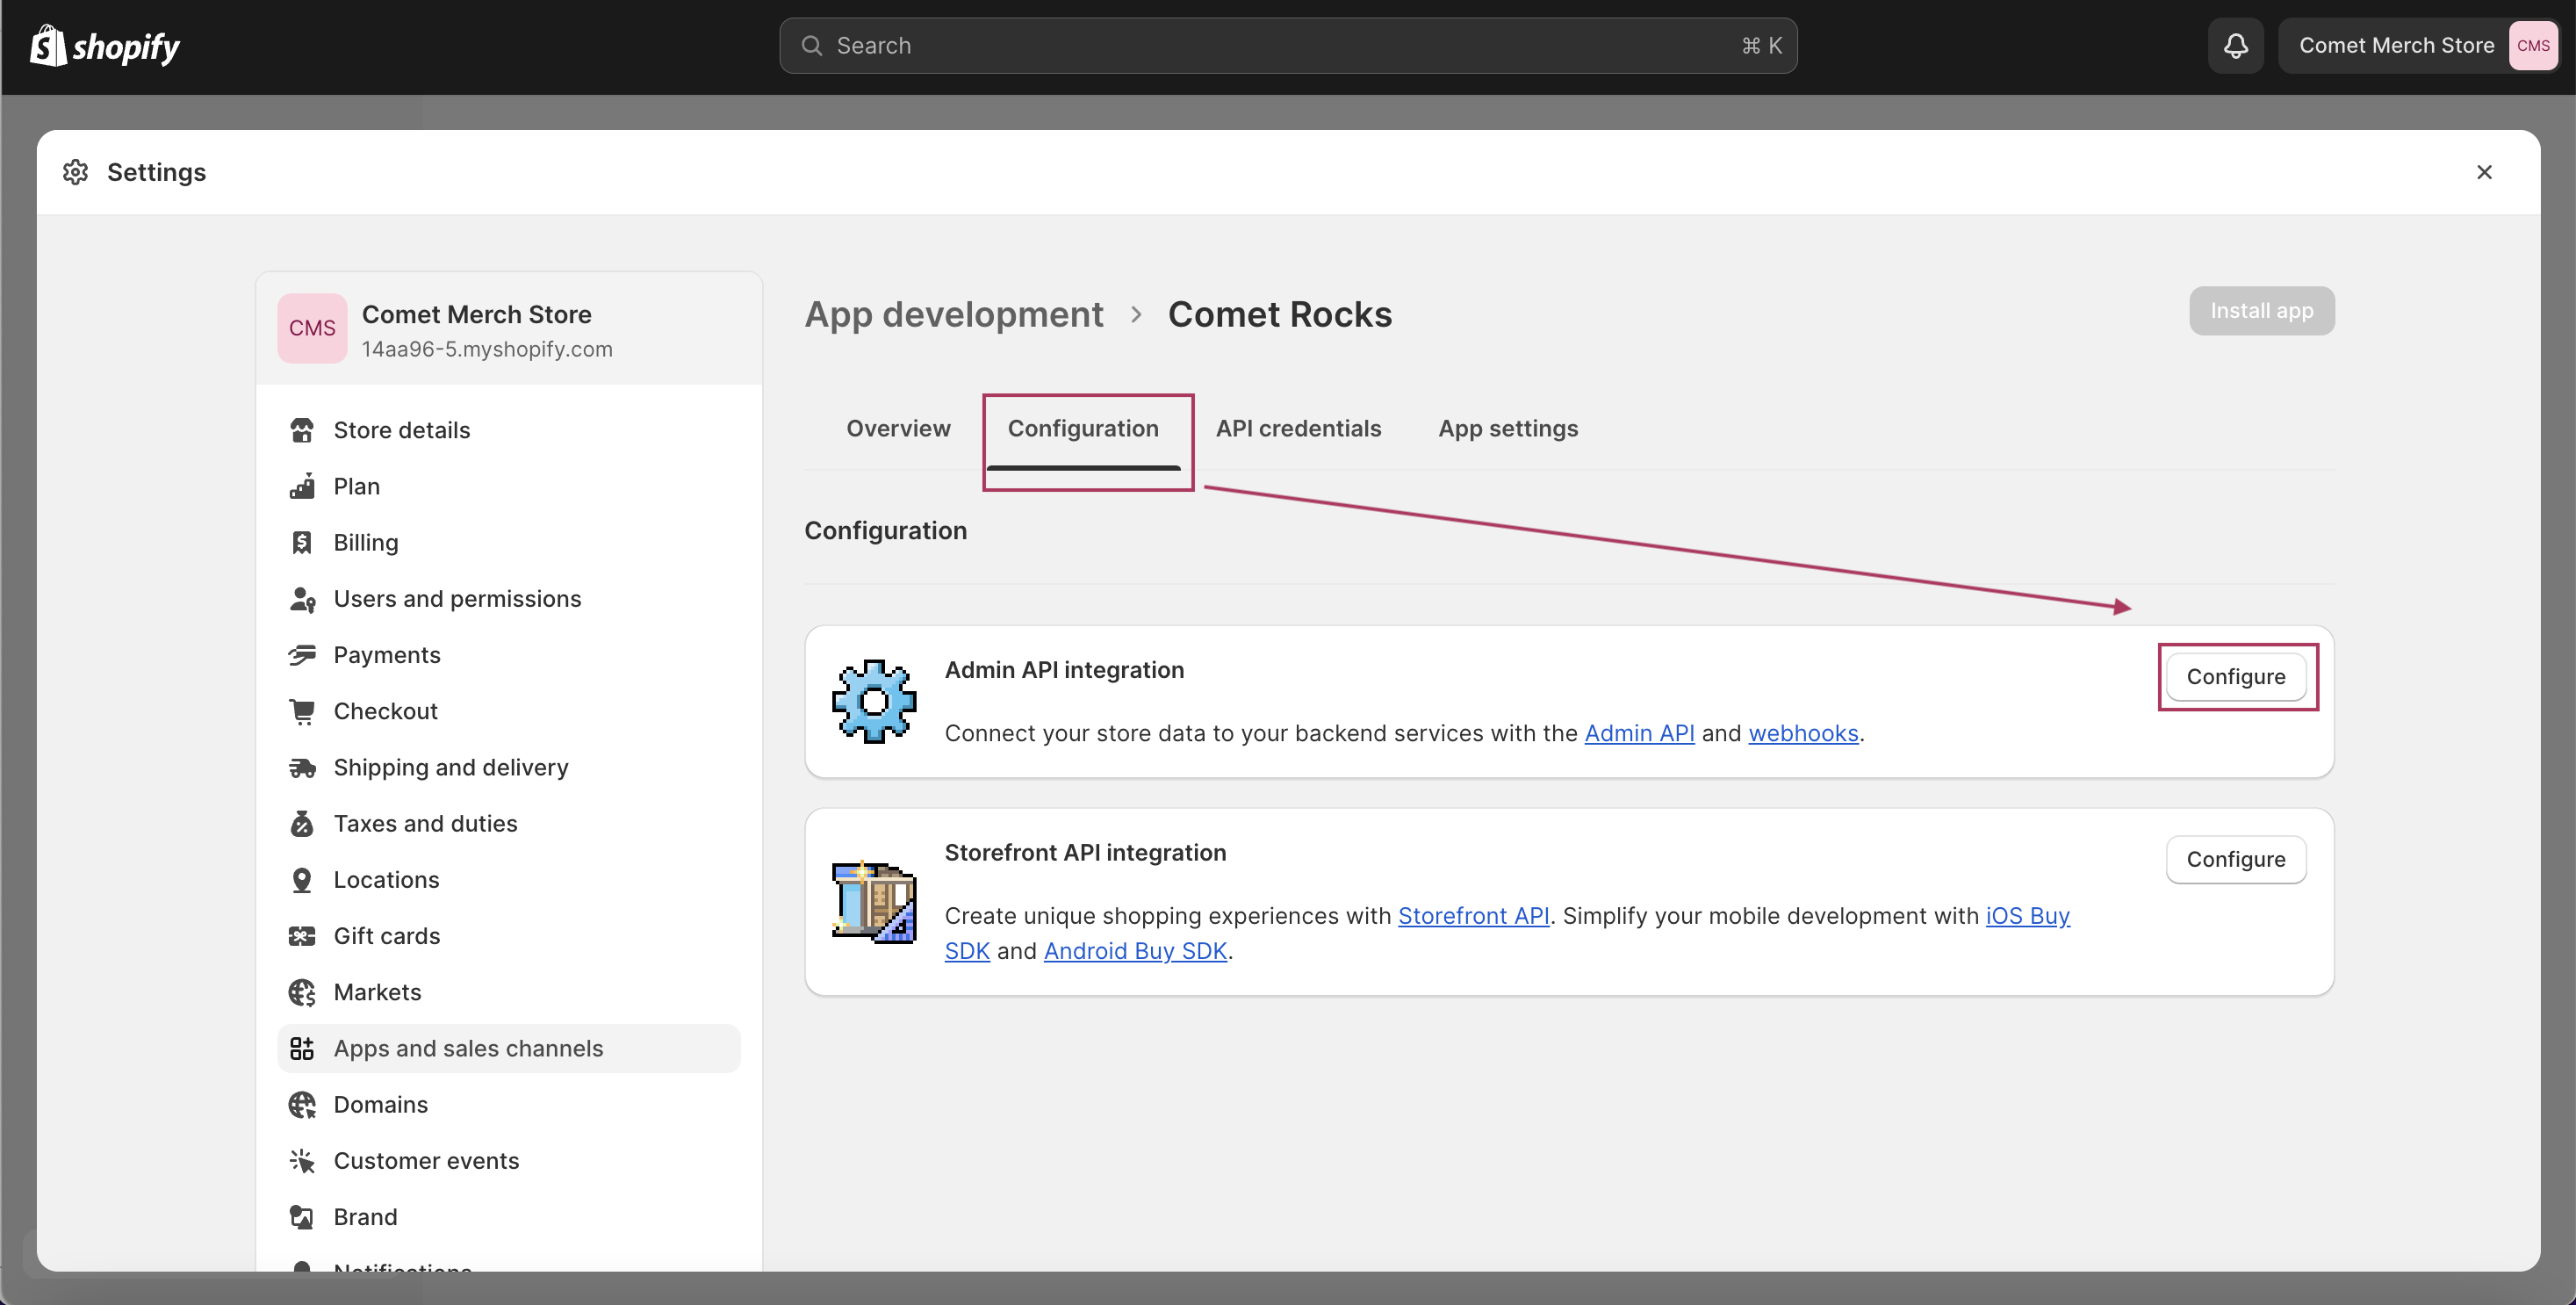 shopify
Search
⌘ K
Comet Merch Store
CMS
Settings
CMS
Comet Merch Store
14aa96-5.myshopify.com
Store details
Plan
Billing
Users and permissions
Payments
Checkout
Shipping and delivery
Taxes and duties
Locations
Gift cards
Markets
Apps and sales channels
Domains
Customer events
Brand
Notifications
App development > Comet Rocks
Install app
Overview
Configuration
API credentials
App settings
Configuration
Admin API integration
Configure
Connect your store data to your backend services with the Admin API and webhooks.
Storefront API integration
Configure
Create unique shopping experiences with Storefront API. Simplify your mobile development with iOS Buy
SDK and Android Buy SDK.